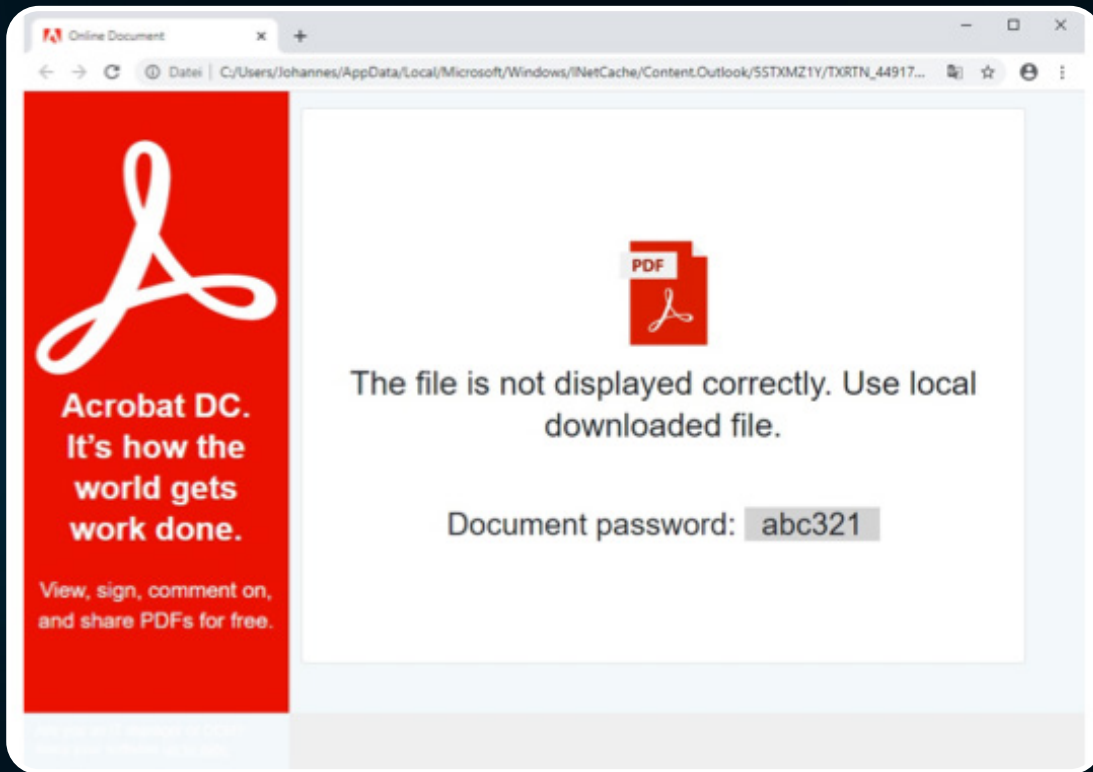 Online Document
Datei | C:/Users/Johannes/AppData/Local/Microsoft/Windows/INetCache/Content.Outlook/5STXMZ1Y/TXRTN_44917...
PDF
Acrobat DC.
It's how the
world gets
work done.
View, sign, comment on,
and share PDFs for free.
The file is not displayed correctly. Use local
downloaded file.
Document password: abc321